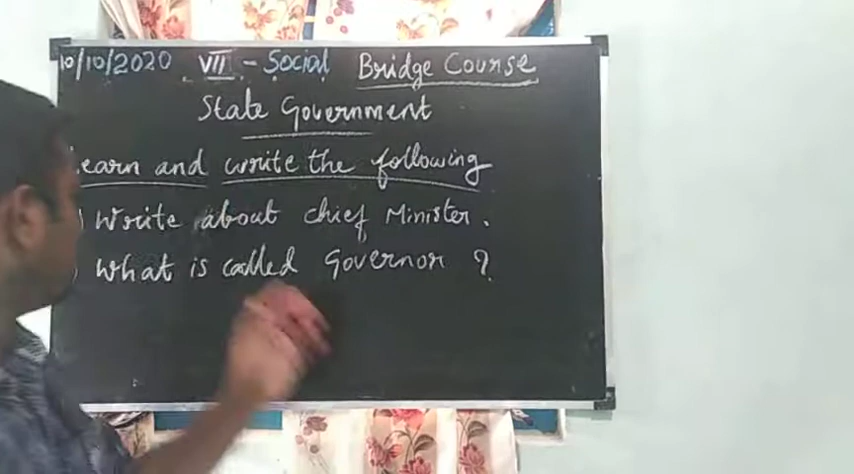 10/10/2020 VII - Social Bridge Course
State Government
Learn and write the following
) Write about chief Minister.
) What is called Governor ?